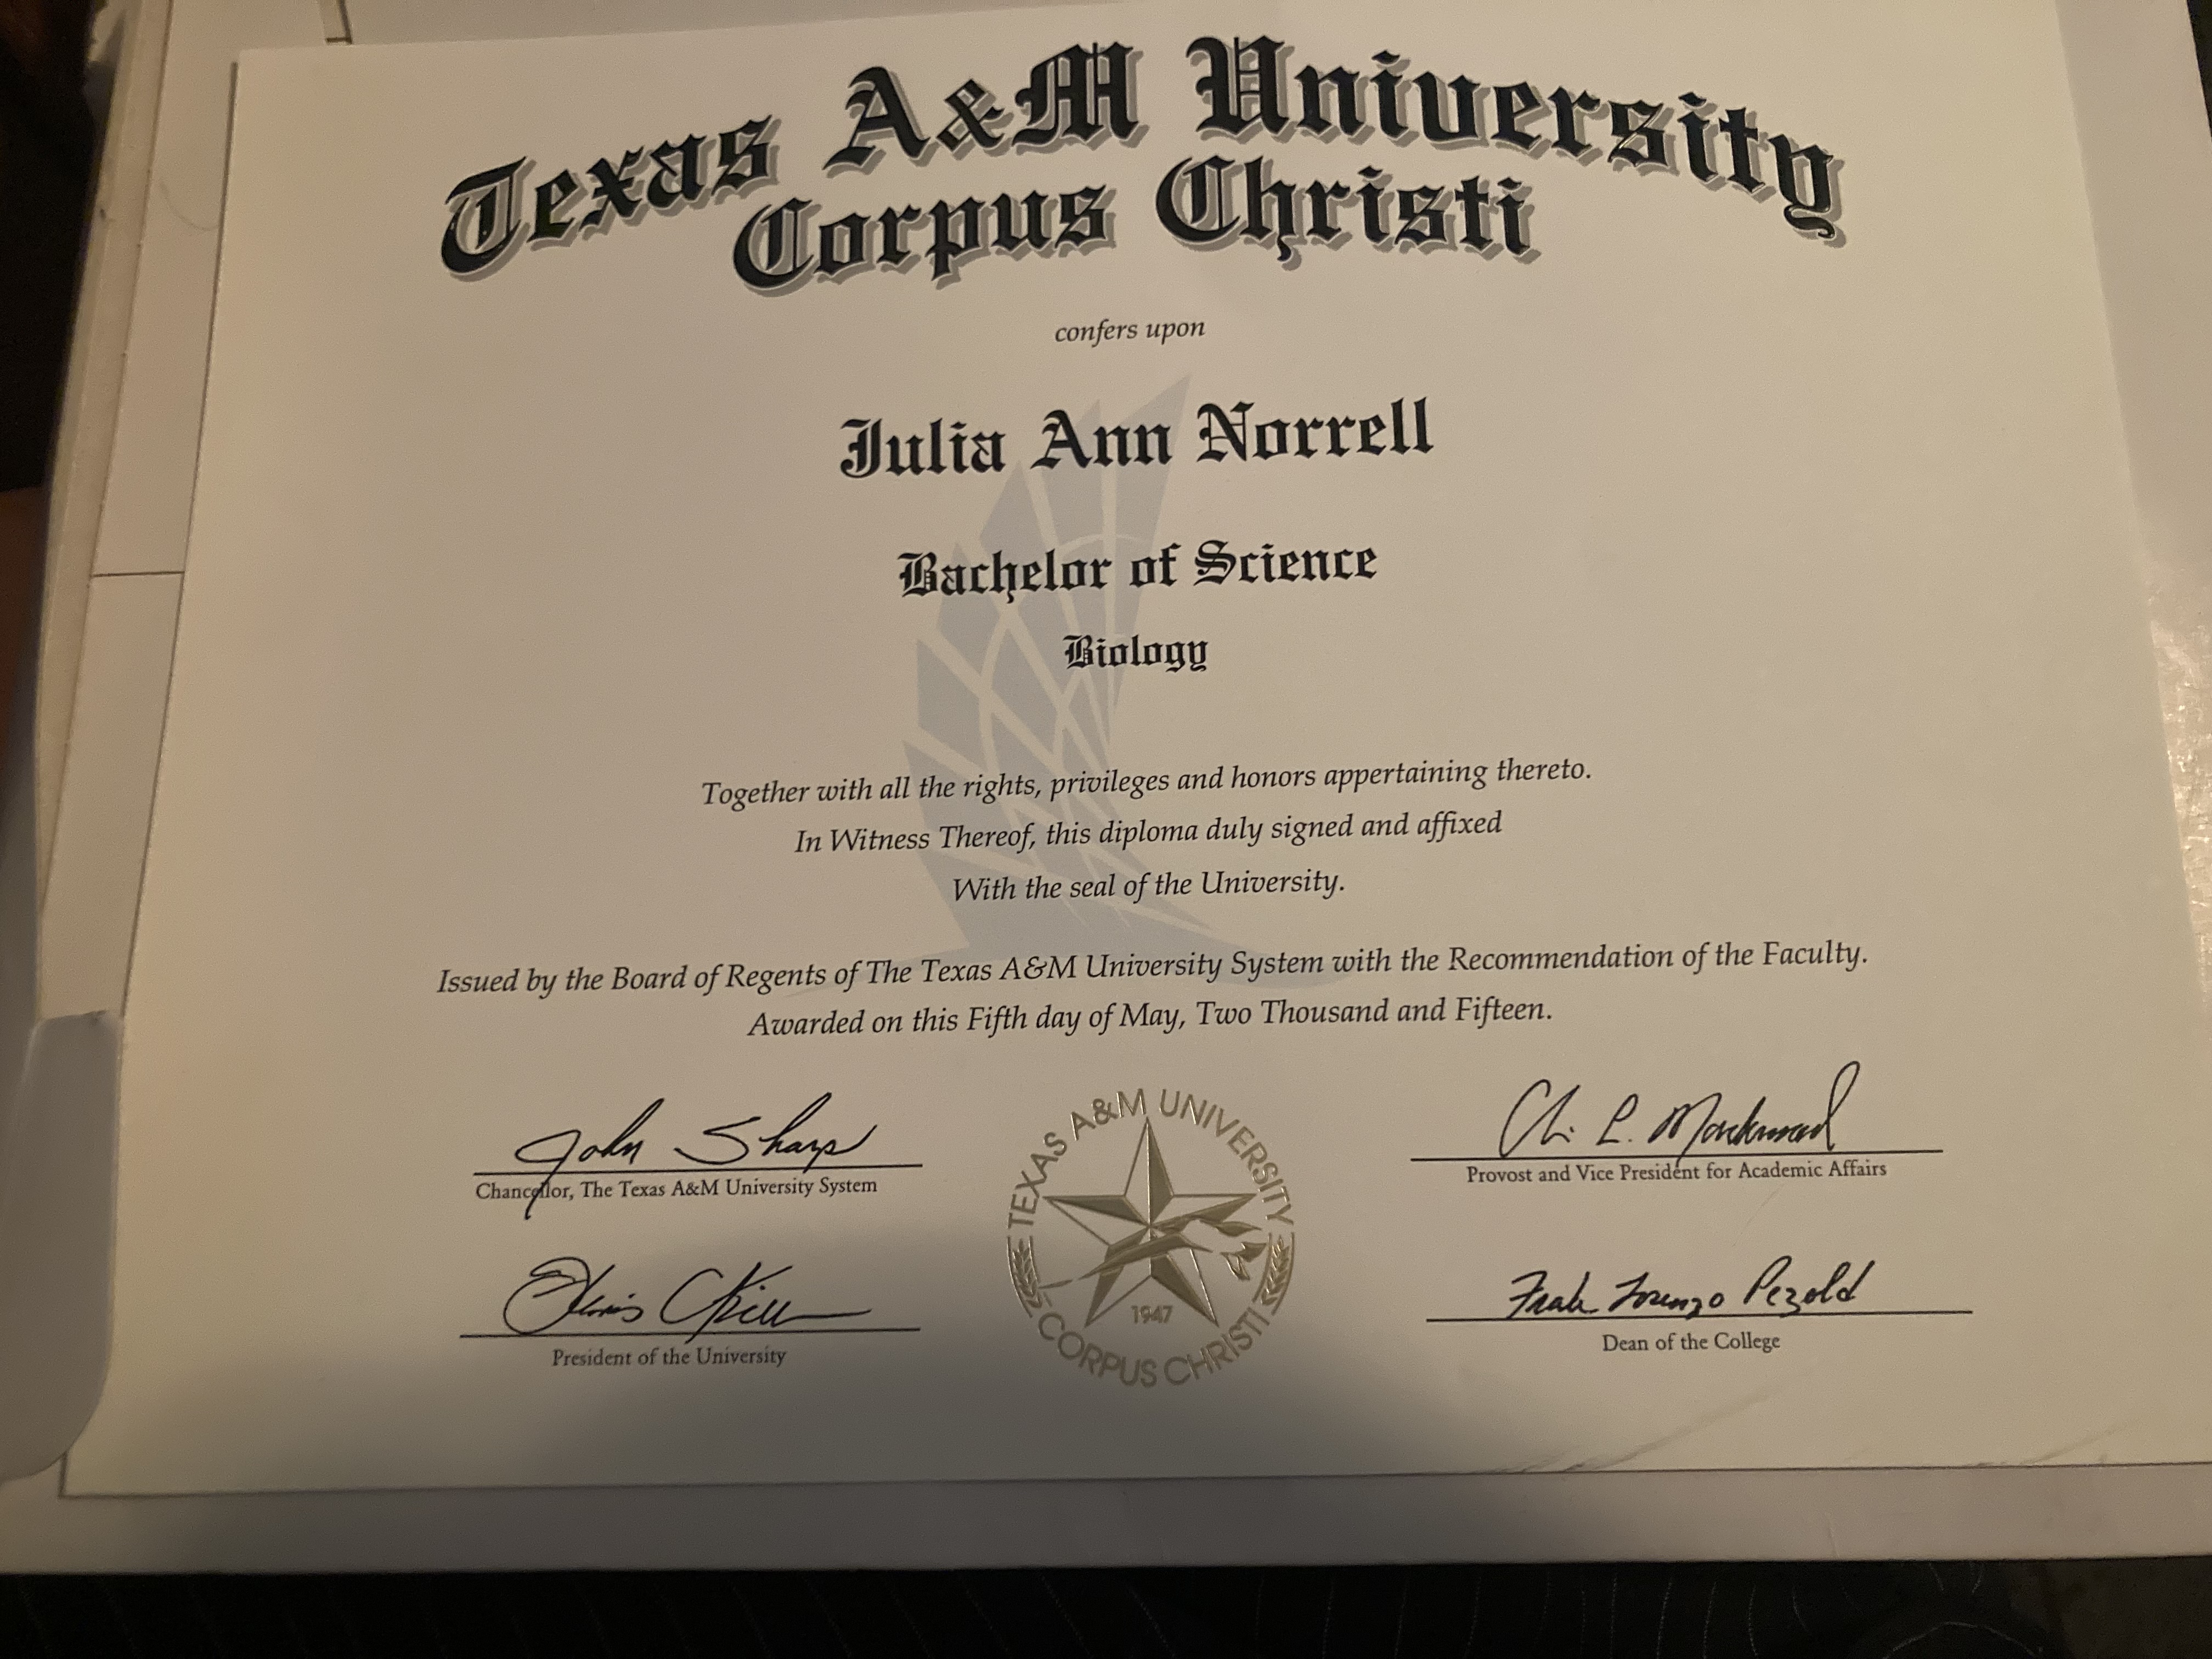 Texas A&M University
Corpus Christi
confers upon
Julia Ann Norrell
Bachelor of Science
Biology
Together with all the rights, privileges and honors appertaining thereto.
In Witness Thereof, this diploma duly signed and affixed
With the seal of the University.
Issued by the Board of Regents of The Texas A&M University System with the Recommendation of the Faculty.
Awarded on this Fifth day of May, Two Thousand and Fifteen.
John Sharp
Chancellor, The Texas A&M University System
President of the University
TEXAS A&M UNIVERSITY
1947
CORPUS CHRISTI
Provost and Vice President for Academic Affairs
Pezold
Dean of the College